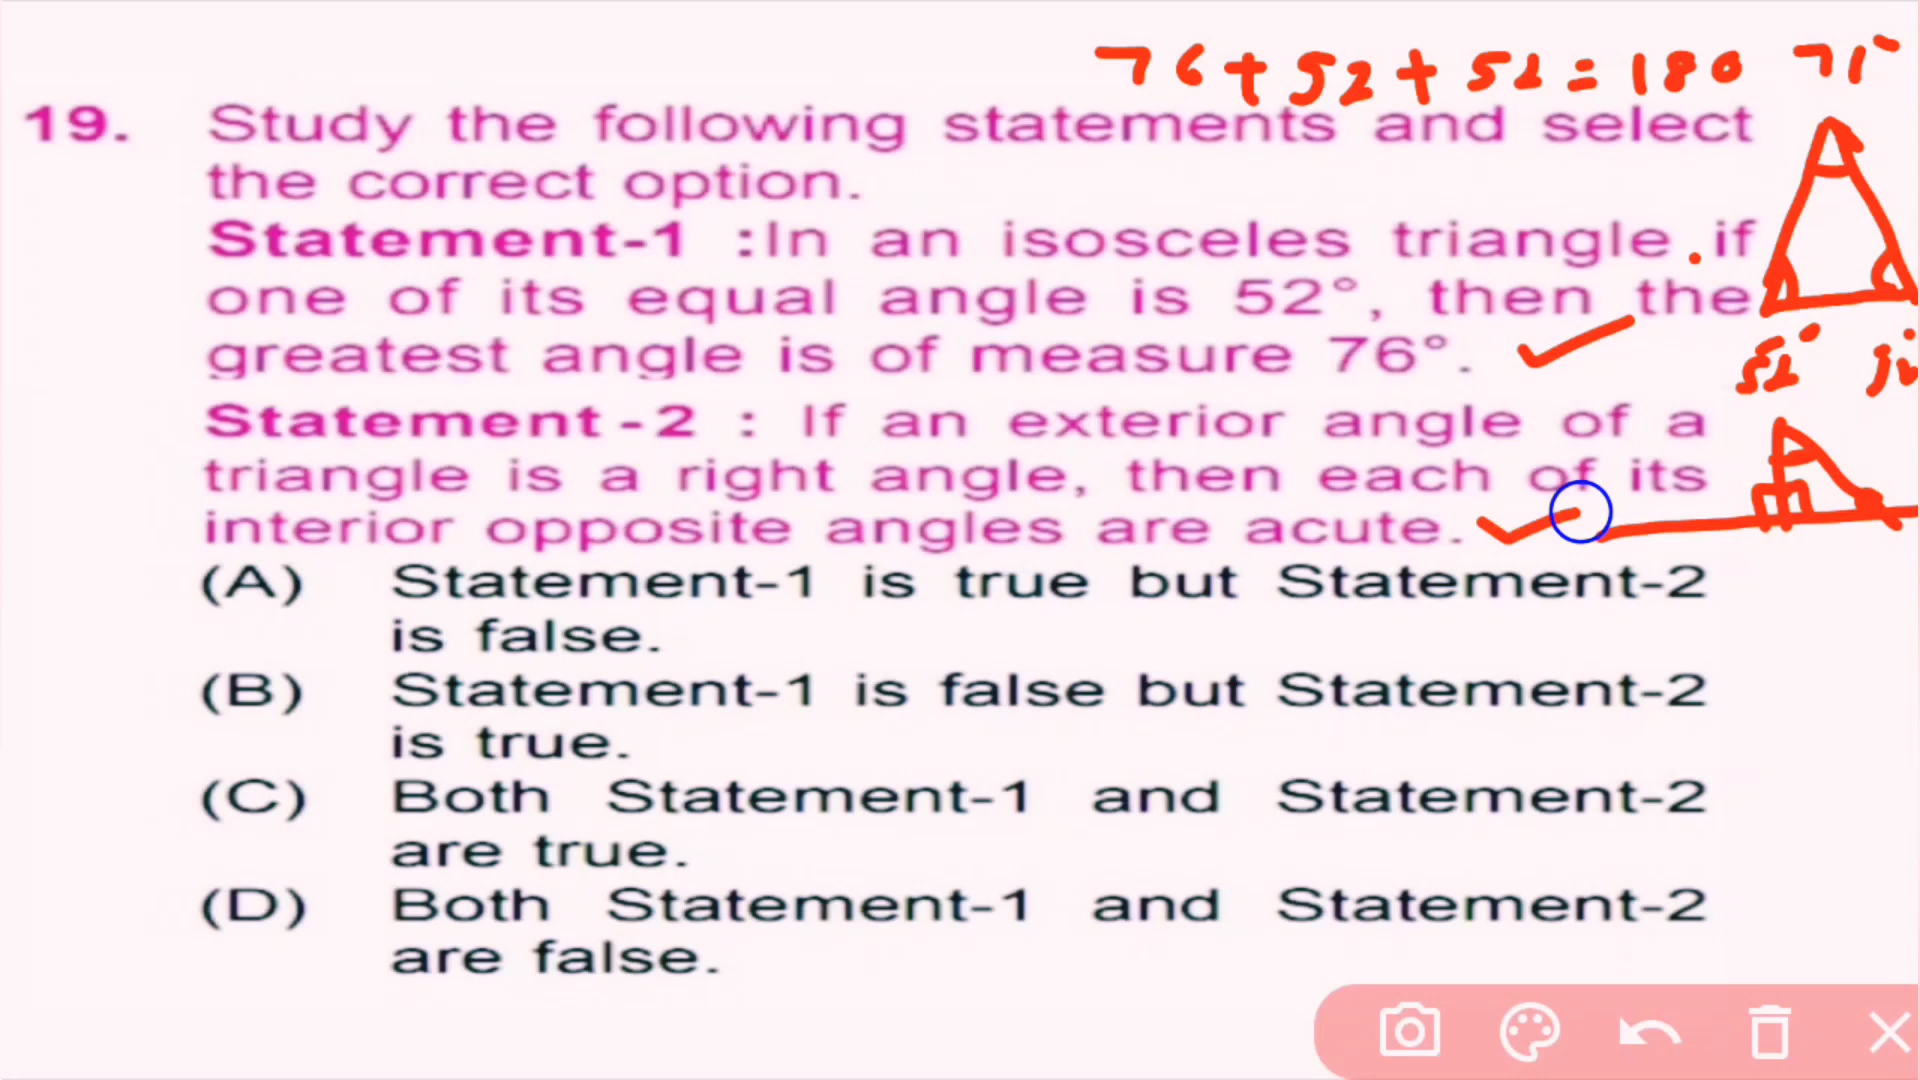 76+52+52=180 
19. Study the following statements and select
the correct option.
Statement-1 :In an isosceles triangle if
one of its equal angle is 52°, then the
greatest angle is of measure 76°.
52°
Statement-2 : If an exterior angle of a
triangle is a right angle, then each of its
interior opposite angles are acute.
(A) Statement-1 is true but Statement-2
is false.
(B) Statement-1 is false but Statement-2
is true.
(C) Both Statement-1 and Statement-2
are true.
(D) Both Statement-1 and Statement-2
are false.